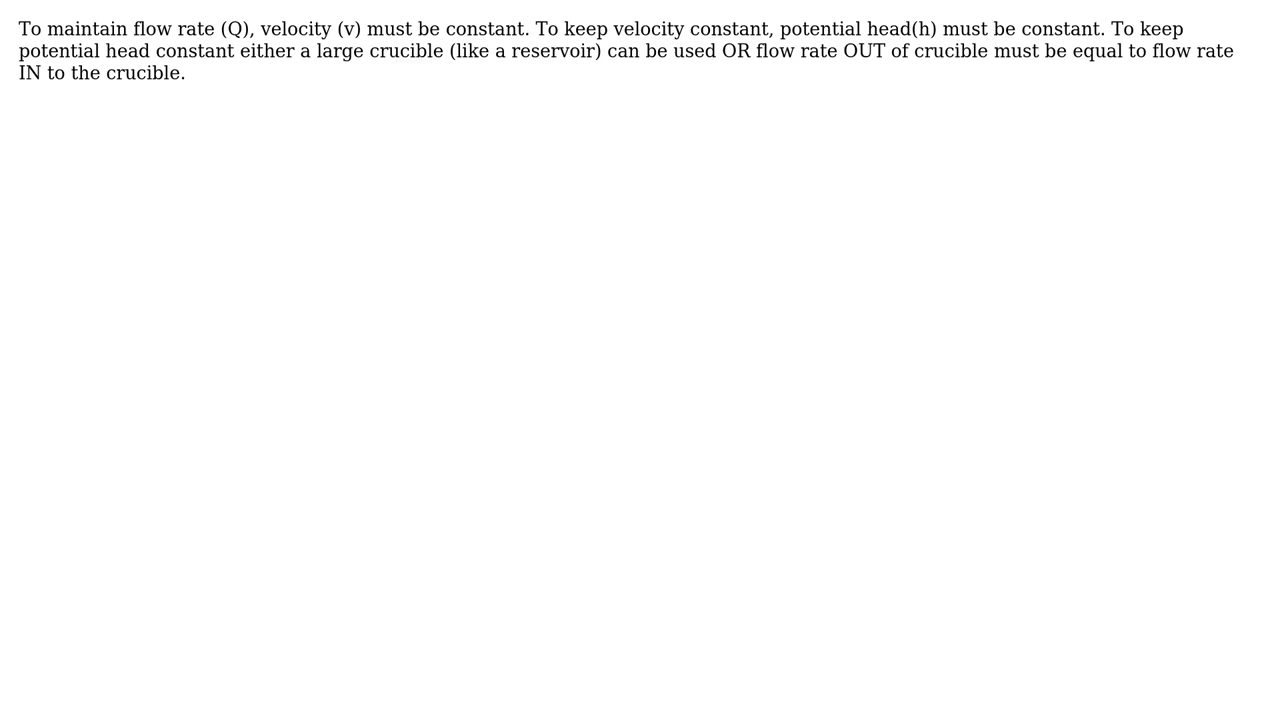 To maintain flow rate (Q), velocity (v) must be constant. To keep velocity constant, potential head(h) must be constant. To keep
potential head constant either a large crucible (like a reservoir) can be used OR flow rate OUT of crucible must be equal to flow rate
IN to the crucible.